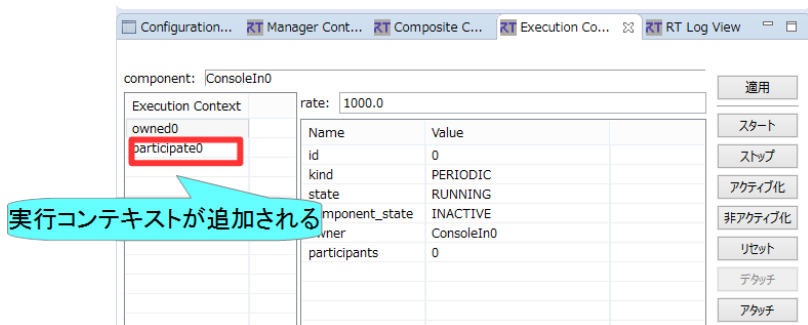 Configuration... RT Manager Cont... RT Composite C... RT Execution Co... RT RT Log View
component: ConsoleIn0
適用
Execution Context
rate: 1000.0
owned0
participate0
Name Value
id 0
kind PERIODIC
state RUNNING
component_state INACTIVE
owner ConsoleIn0
participants 0
スタート
ストップ
アクティブ化
非アクティブ化
リセット
デタッチ
アタッチ
実行コンテキストが追加される